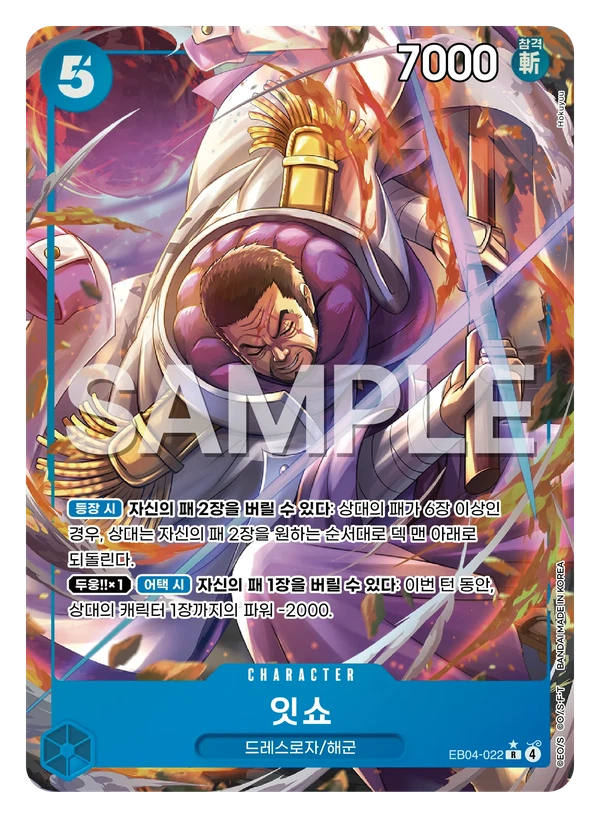 5
7000
참격
斬
Hokuyuu
SAMPLE
등장 시 자신의 패 2장을 버릴 수 있다: 상대의 패가 6장 이상인
경우, 상대는 자신의 패 2장을 원하는 순서대로 덱 맨 아래로
되돌린다.
두웅!!×1 어택 시 자신의 패 1장을 버릴 수 있다: 이번 턴 동안,
상대의 캐릭터 1장까지의 파워 -2000.
CHARACTER
잇쇼
드레스로자/해군
EB04-022 R 4
©EO/S ©O/S·F·T BANDAI MADE IN KOREA